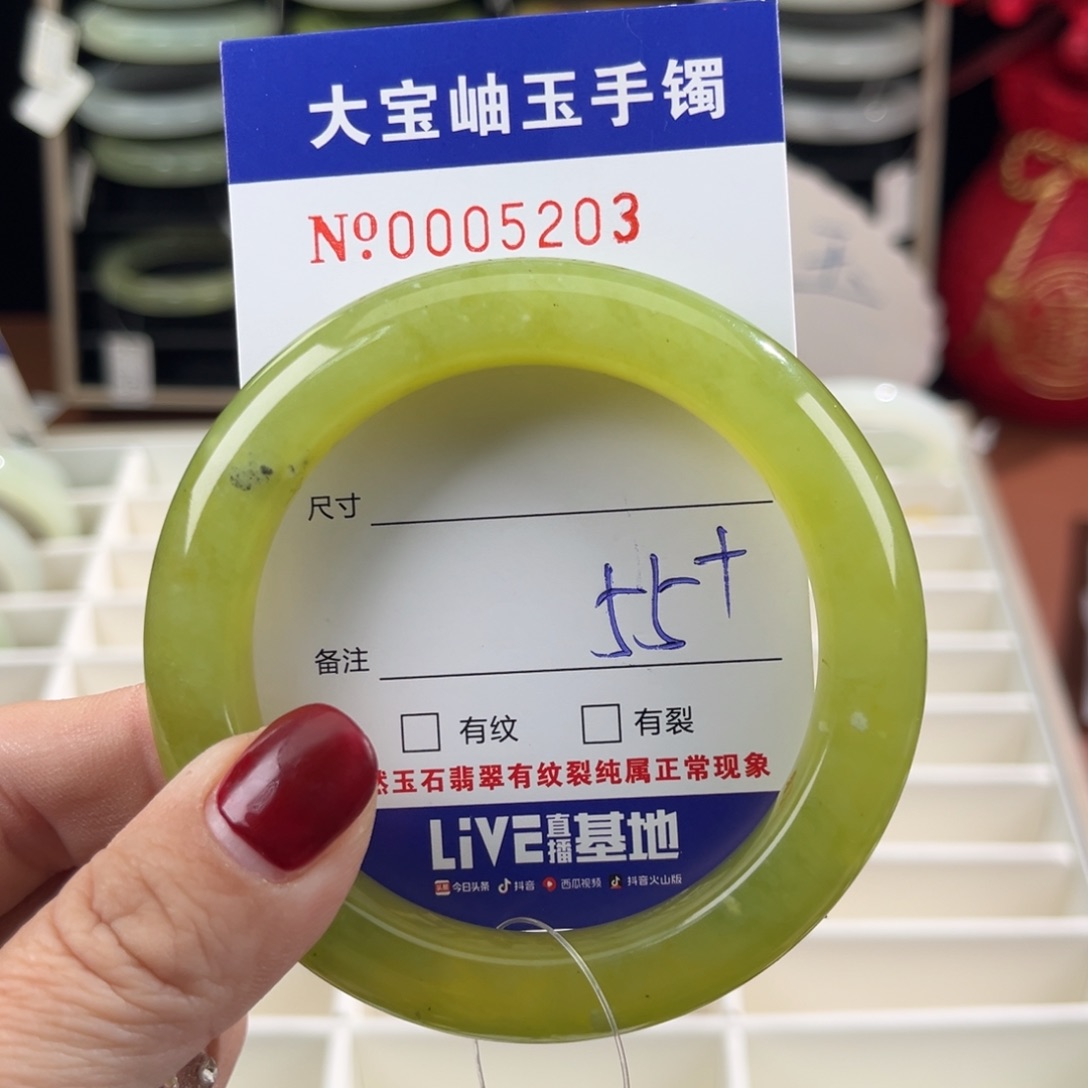 大宝岫玉手镯
Nº.0005203
尺寸
55+
备注
有纹 有裂
玉石翡翠有纹裂纯属正常现象
LiVE直播基地
今日头条 抖音 西瓜视频 抖音火山版